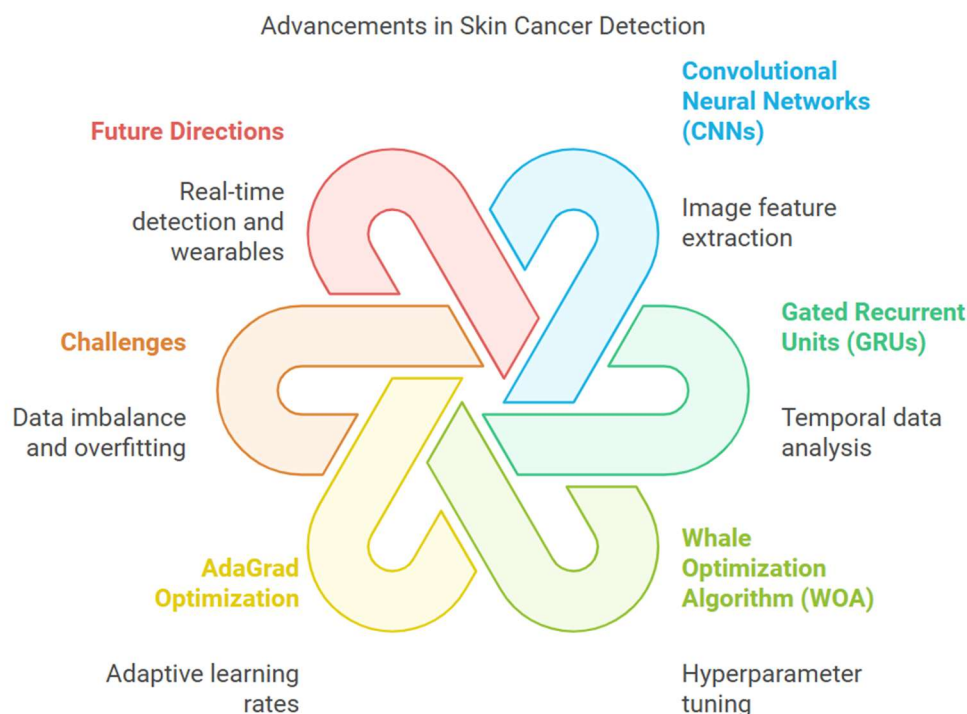 Advancements in Skin Cancer Detection
Convolutional
Neural Networks
(CNNs)
Image feature
extraction
Gated Recurrent
Units (GRUs)
Temporal data
analysis
Whale
Optimization
Algorithm (WOA)
Hyperparameter
tuning
AdaGrad
Optimization
Adaptive learning
rates
Challenges
Data imbalance
and overfitting
Future Directions
Real-time
detection and
wearables